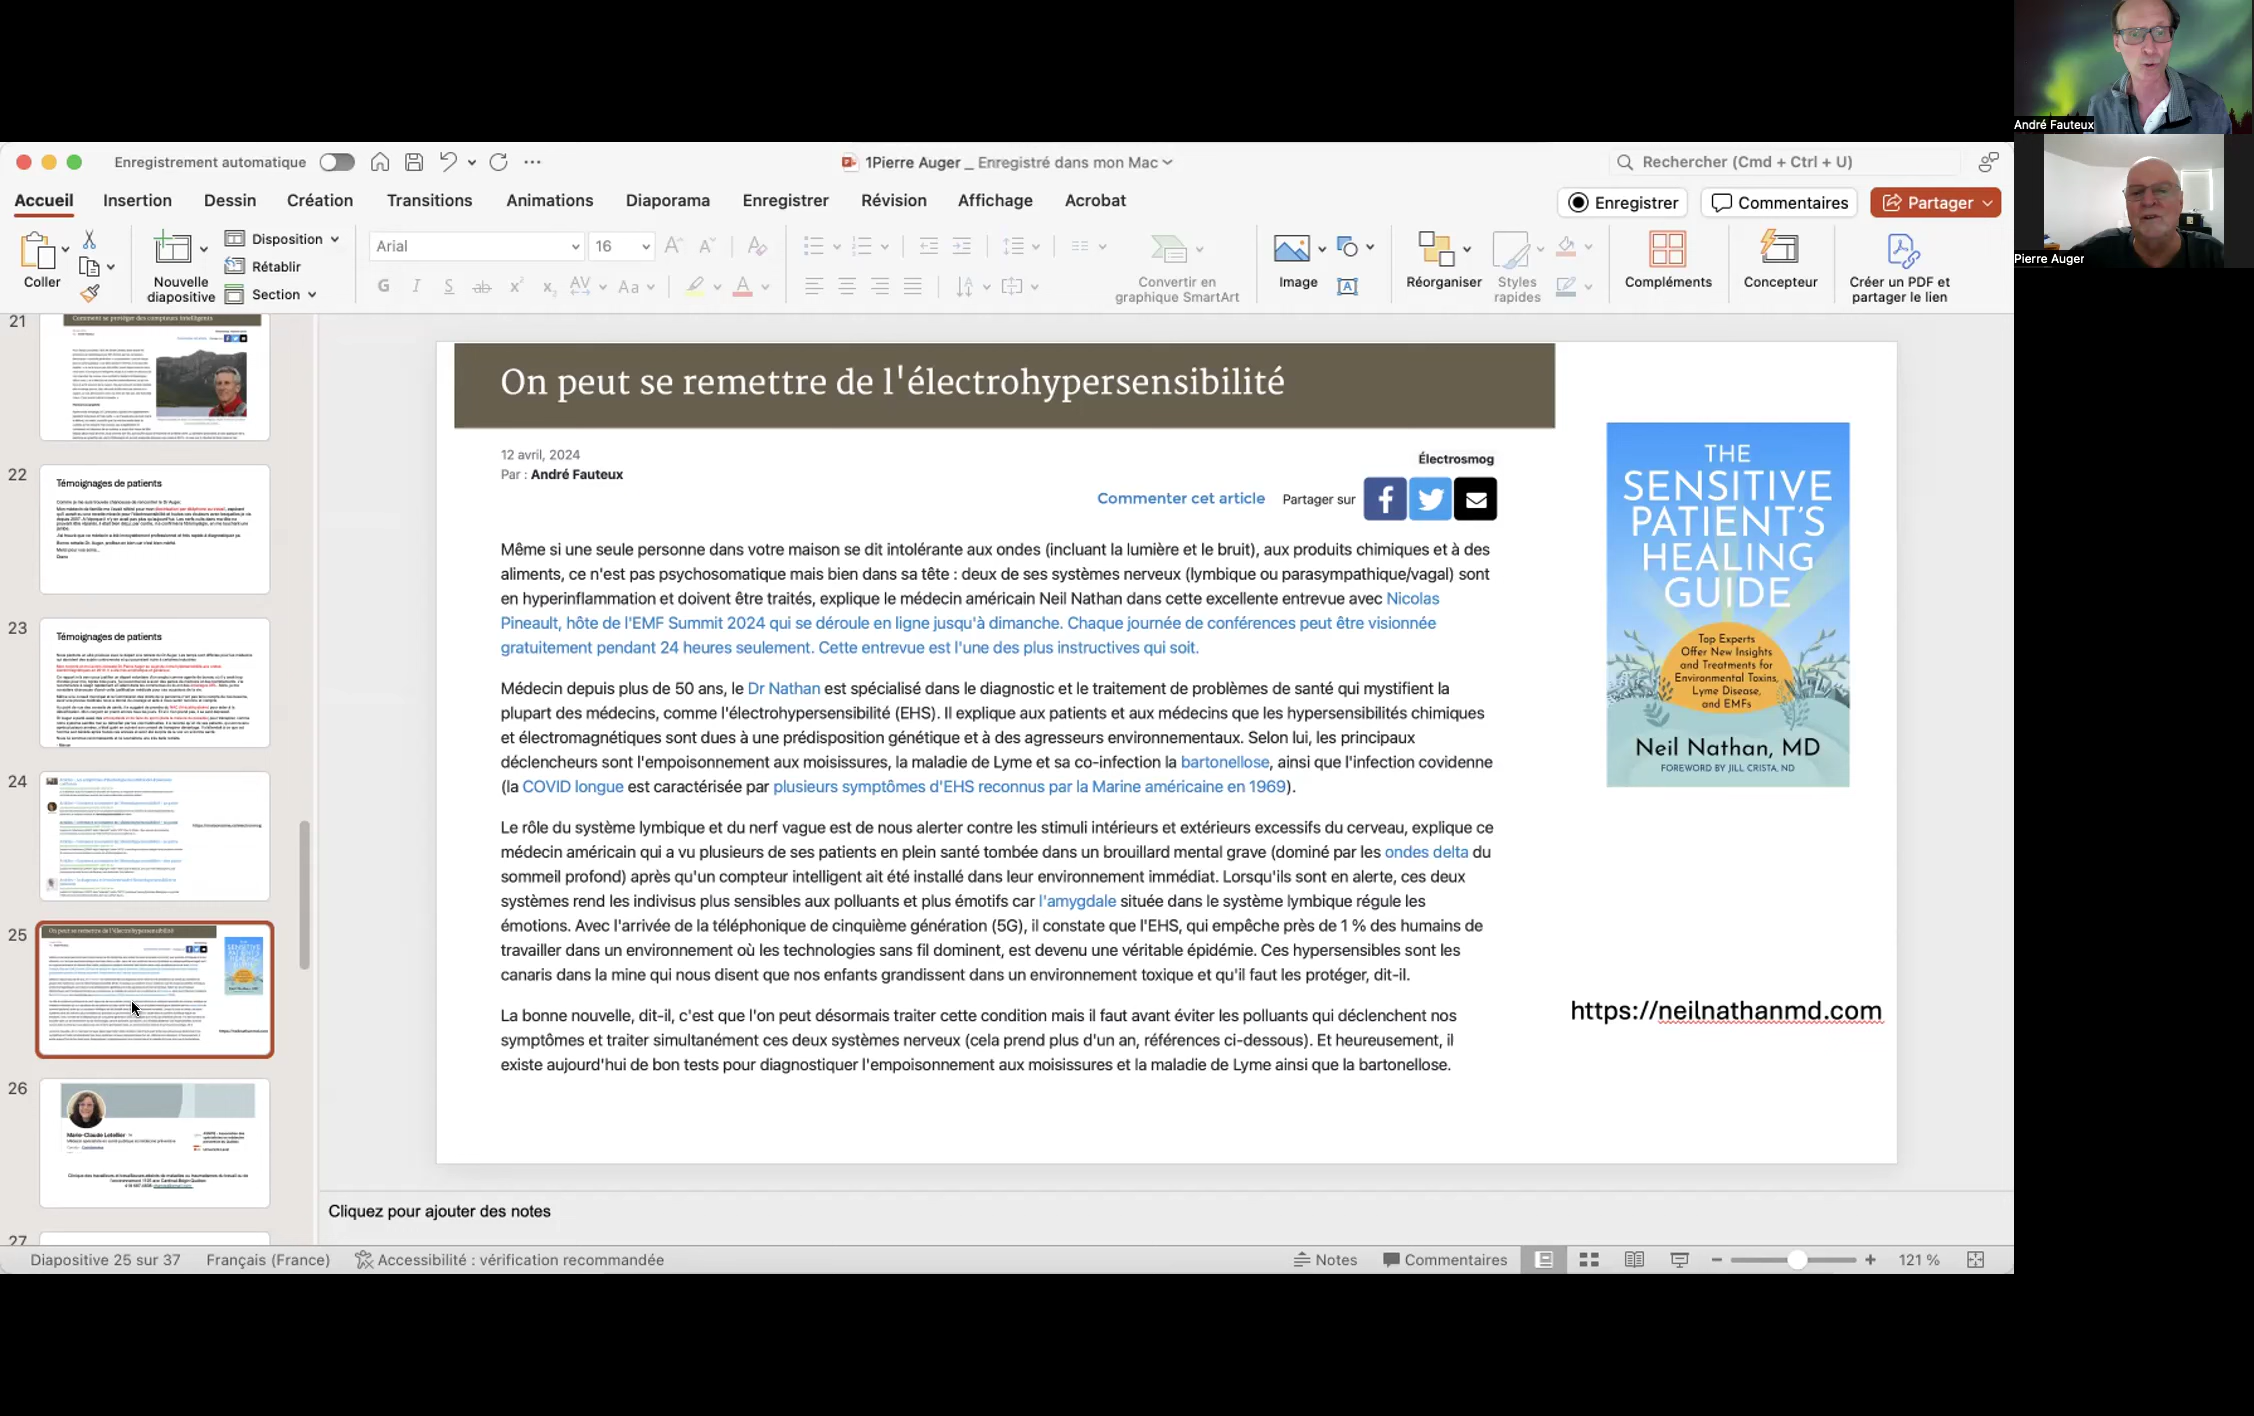 André Fauteux
Pierre Auger
Enregistrement automatique
1Pierre Auger _ Enregistré dans mon Mac
Rechercher (Cmd + Ctrl + U)
Accueil Insertion Dessin Création Transitions Animations Diaporama Enregistrer Révision Affichage Acrobat
Enregistrer Commentaires Partager
Coller
Nouvelle diapositive
Disposition
Rétablir
Section
Arial 16
G I S ab x² x₂ AV Aa A
Convertir en graphique SmartArt
Image
Réorganiser
Styles rapides
Compléments
Concepteur
Créer un PDF et partager le lien
21
Comment se protéger des compteurs intelligents
22
Témoignages de patients
23
Témoignages de patients
24
25
On peut se remettre de l'électrohypersensibilité
26
Marie-Claude Letellier
27
On peut se remettre de l'électrohypersensibilité
12 avril, 2024
Par : André Fauteux
Électrosmog
Commenter cet article Partager sur
Même si une seule personne dans votre maison se dit intolérante aux ondes (incluant la lumière et le bruit), aux produits chimiques et à des
aliments, ce n'est pas psychosomatique mais bien dans sa tête : deux de ses systèmes nerveux (lymbique ou parasympathique/vagal) sont
en hyperinflammation et doivent être traités, explique le médecin américain Neil Nathan dans cette excellente entrevue avec Nicolas
Pineault, hôte de l'EMF Summit 2024 qui se déroule en ligne jusqu'à dimanche. Chaque journée de conférences peut être visionnée
gratuitement pendant 24 heures seulement. Cette entrevue est l'une des plus instructives qui soit.
Médecin depuis plus de 50 ans, le Dr Nathan est spécialisé dans le diagnostic et le traitement de problèmes de santé qui mystifient la
plupart des médecins, comme l'électrohypersensibilité (EHS). Il explique aux patients et aux médecins que les hypersensibilités chimiques
et électromagnétiques sont dues à une prédisposition génétique et à des agresseurs environnementaux. Selon lui, les principaux
déclencheurs sont l'empoisonnement aux moisissures, la maladie de Lyme et sa co-infection la bartonellose, ainsi que l'infection covidenne
(la COVID longue est caractérisée par plusieurs symptômes d'EHS reconnus par la Marine américaine en 1969).
Le rôle du système lymbique et du nerf vague est de nous alerter contre les stimuli intérieurs et extérieurs excessifs du cerveau, explique ce
médecin américain qui a vu plusieurs de ses patients en plein santé tombée dans un brouillard mental grave (dominé par les ondes delta du
sommeil profond) après qu'un compteur intelligent ait été installé dans leur environnement immédiat. Lorsqu'ils sont en alerte, ces deux
systèmes rend les indivisus plus sensibles aux polluants et plus émotifs car l'amygdale située dans le système lymbique régule les
émotions. Avec l'arrivée de la téléphonique de cinquième génération (5G), il constate que l'EHS, qui empêche près de 1 % des humains de
travailler dans un environnement où les technologies sans fil dominent, est devenu une véritable épidémie. Ces hypersensibles sont les
canaris dans la mine qui nous disent que nos enfants grandissent dans un environnement toxique et qu'il faut les protéger, dit-il.
La bonne nouvelle, dit-il, c'est que l'on peut désormais traiter cette condition mais il faut avant éviter les polluants qui déclenchent nos
symptômes et traiter simultanément ces deux systèmes nerveux (cela prend plus d'un an, références ci-dessous). Et heureusement, il
existe aujourd'hui de bon tests pour diagnostiquer l'empoisonnement aux moisissures et la maladie de Lyme ainsi que la bartonellose.
THE
SENSITIVE
PATIENT'S
HEALING
GUIDE
Top Experts
Offer New Insights
and Treatments for
Environmental Toxins,
Lyme Disease,
and EMFs
Neil Nathan, MD
FOREWORD BY JILL CRISTA, ND
https://neilnathanmd.com
Cliquez pour ajouter des notes
Diapositive 25 sur 37 Français (France) Accessibilité : vérification recommandée Notes Commentaires 121 %